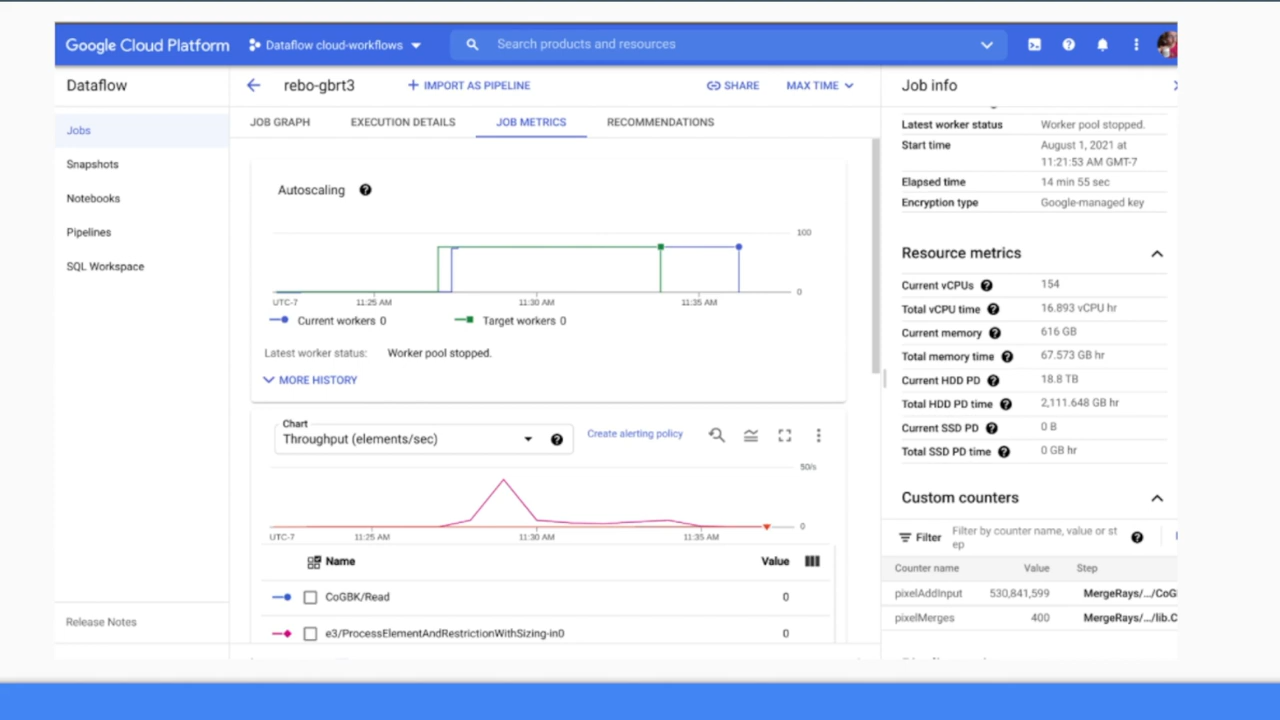 Google Cloud Platform
Dataflow cloud-workflows
Search products and resources
Dataflow
Jobs
Snapshots
Notebooks
Pipelines
SQL Workspace
Release Notes
rebo-gbrt3
IMPORT AS PIPELINE
SHARE
MAX TIME
JOB GRAPH
EXECUTION DETAILS
JOB METRICS
RECOMMENDATIONS
Autoscaling
100
0
UTC-7
11:25 AM
11:30 AM
11:35 AM
Current workers 0
Target workers 0
Latest worker status: Worker pool stopped.
MORE HISTORY
Chart
Throughput (elements/sec)
Create alerting policy
50/s
0
UTC-7
11:25 AM
11:30 AM
11:35 AM
Name Value
CoGBK/Read 0
e3/ProcessElementAndRestrictionWithSizing-in0 0
Job info
Latest worker status Worker pool stopped.
Start time August 1, 2021 at
11:21:53 AM GMT-7
Elapsed time 14 min 55 sec
Encryption type Google-managed key
Resource metrics
Current vCPUs 154
Total vCPU time 16.893 vCPU hr
Current memory 616 GB
Total memory time 67.573 GB hr
Current HDD PD 18.8 TB
Total HDD PD time 2,111.648 GB hr
Current SSD PD 0 B
Total SSD PD time 0 GB hr
Custom counters
Filter
Filter by counter name, value or st
ep
Counter name Value Step
pixelAddInput 530,841,599 MergeRays/.../CoG
pixelMerges 400 MergeRays/.../lib.C